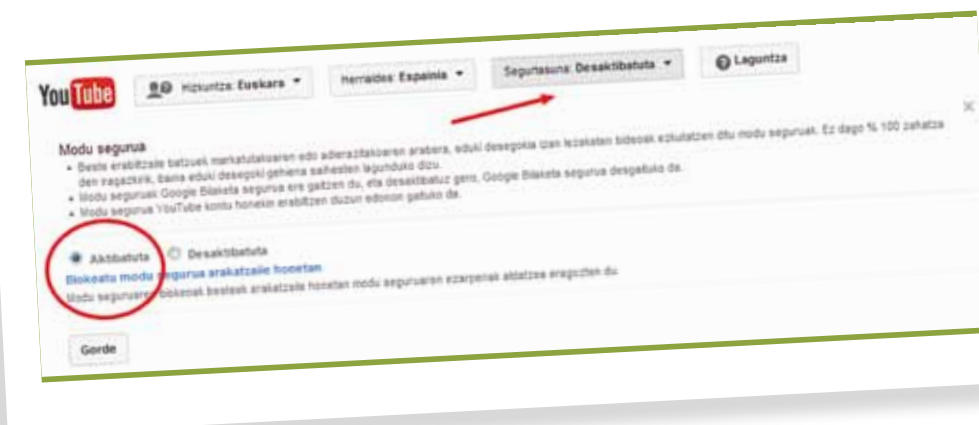 YouTube
Hizkuntza: Euskara
Herrialdea: Espainia
Segurtasuna: Desaktibatuta
Laguntza
Modu segurua
Beste erabiltzaile batzuek markatutakoaren edo adierazitakoaren arabera, eduki desegokia izan lezaketen bideoak ezkutatzen ditu modu seguruak. Ez dago % 100 zehatza
den iragazkirik, baina eduki desegoki gehiena saihesten lagunduko dizu.
Modu seguruak Google Bilaketa segurua ere gaitzen du, eta desaktibatuz gero, Google Bilaketa segurua desgaituko da.
Modu segurua YouTube kontu honekin erabiltzen duzun edonon gaituko da.
Aktibatuta Desaktibatuta
Blokeatu modu segurua arakatzaile honetan
Modu seguruaren blokeoak besteek arakatzaile honetan modu seguruaren ezarpenak aldatzea eragozten du.
Gorde